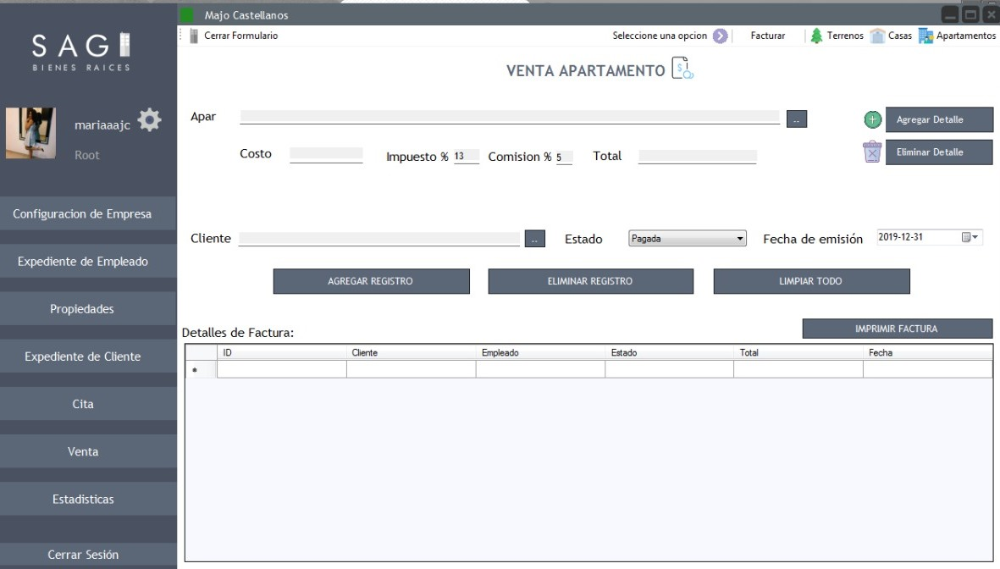 SAGI
BIENES RAICES
mariaaajc
Root
Configuracion de Empresa
Expediente de Empleado
Propiedades
Expediente de Cliente
Cita
Venta
Estadisticas
Cerrar Sesión
Majo Castellanos
Cerrar Formulario
Seleccione una opcion Facturar Terrenos Casas Apartamentos
VENTA APARTAMENTO
Apar .. Agregar Detalle
Costo Impuesto % 13 Comision % 5 Total Eliminar Detalle
Cliente .. Estado Pagada Fecha de emisión 2019-12-31
AGREGAR REGISTRO ELIMINAR REGISTRO LIMPIAR TODO
IMPRIMIR FACTURA
Detalles de Factura:
ID Cliente Empleado Estado Total Fecha